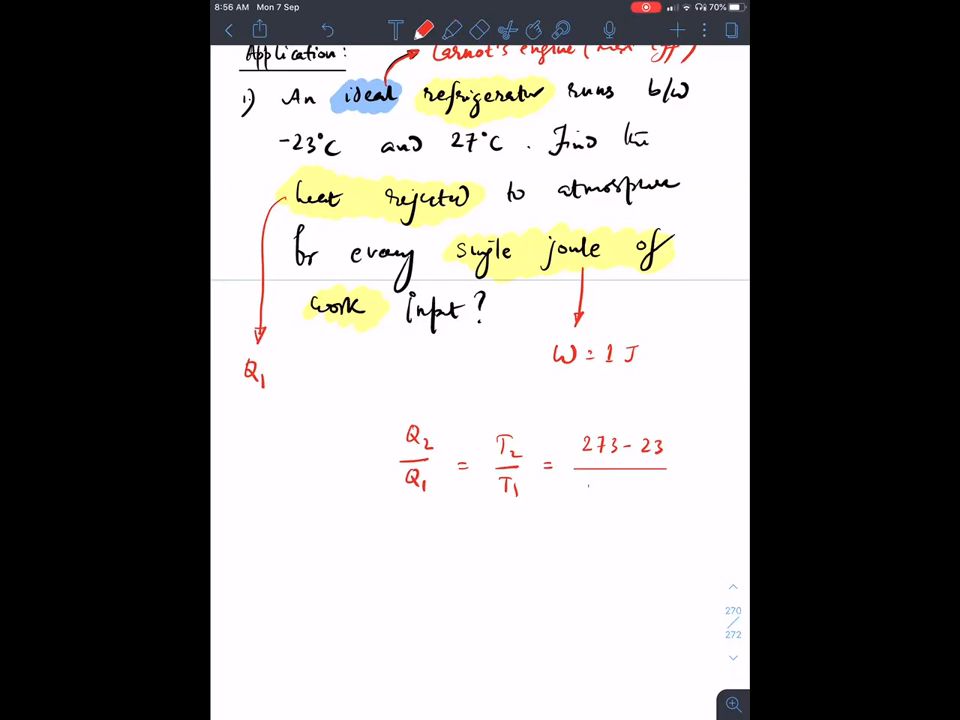 8:56 AM Mon 7 Sep
70%
Application:
Carnot's engine (max eff)
1) An ideal refrigerator runs b/w
-23°C and 27°C. Find the
heat rejected to atmosphere
for every single joule of
work input?
W = 1 J
Q1
Q2/Q1 = T2/T1 = 273 - 23
270
272